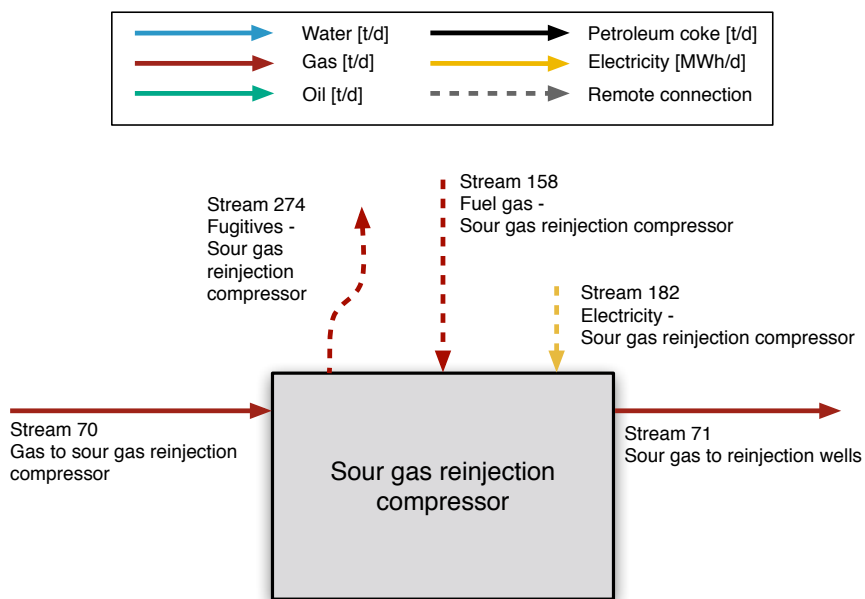 Water [t/d]
Gas [t/d]
Oil [t/d]
Petroleum coke [t/d]
Electricity [MWh/d]
Remote connection
Stream 274
Fugitives -
Sour gas
reinjection
compressor
Stream 158
Fuel gas -
Sour gas reinjection compressor
Stream 182
Electricity -
Sour gas reinjection compressor
Stream 70
Gas to sour gas reinjection
compressor
Sour gas reinjection
compressor
Stream 71
Sour gas to reinjection wells